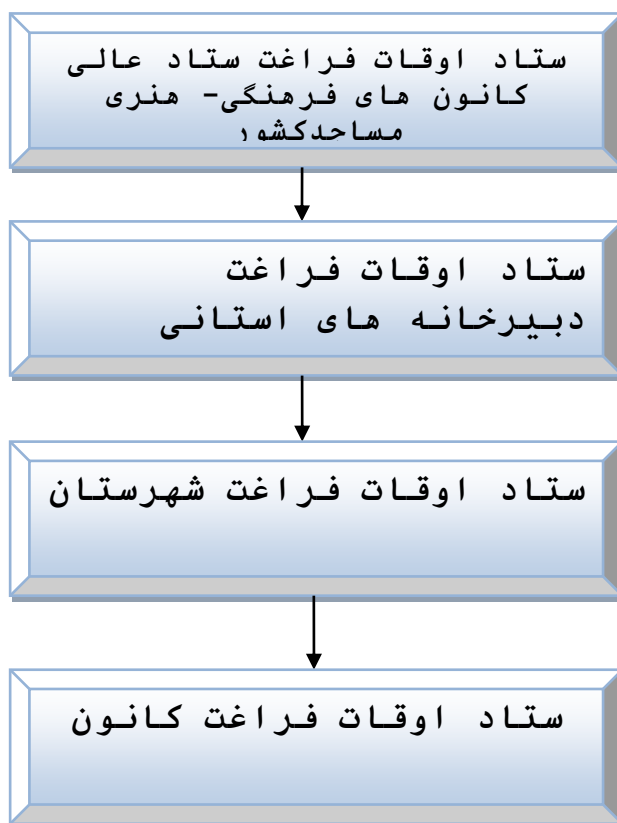 ستاد اوقات فراغت ستاد عالی
کانون های فرهنگی- هنری
مساجدکشور
ستاد اوقات فراغت
دبیرخانه های استانی
ستاد اوقات فراغت شهرستان
ستاد اوقات فراغت کانون